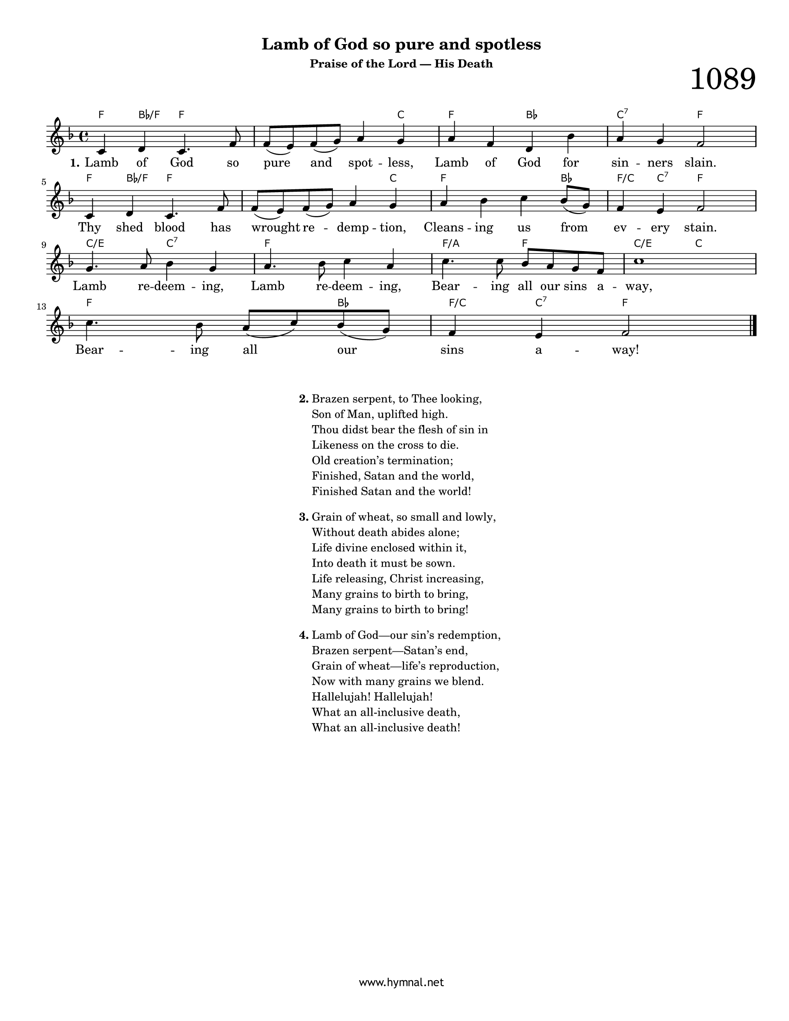 Lamb of God so pure and spotless
Praise of the Lord — His Death
1089
F B♭/F F C F B♭ C7 F
1. Lamb of God so pure and spot - less, Lamb of God for sin - ners slain.
5 F B♭/F F C F B♭ F/C C7 F
Thy shed blood has wrought re - demp - tion, Cleans - ing us from ev - ery stain.
9 C/E C7 F F/A F C/E C
Lamb re-deem - ing, Lamb re-deem - ing, Bear - ing all our sins a - way,
13 F B♭ F/C C7 F
Bear - - ing all our sins a - way!
2. Brazen serpent, to Thee looking,
Son of Man, uplifted high.
Thou didst bear the flesh of sin in
Likeness on the cross to die.
Old creation’s termination;
Finished, Satan and the world,
Finished Satan and the world!
3. Grain of wheat, so small and lowly,
Without death abides alone;
Life divine enclosed within it,
Into death it must be sown.
Life releasing, Christ increasing,
Many grains to birth to bring,
Many grains to birth to bring!
4. Lamb of God—our sin’s redemption,
Brazen serpent—Satan’s end,
Grain of wheat—life’s reproduction,
Now with many grains we blend.
Hallelujah! Hallelujah!
What an all-inclusive death,
What an all-inclusive death!
www.hymnal.net